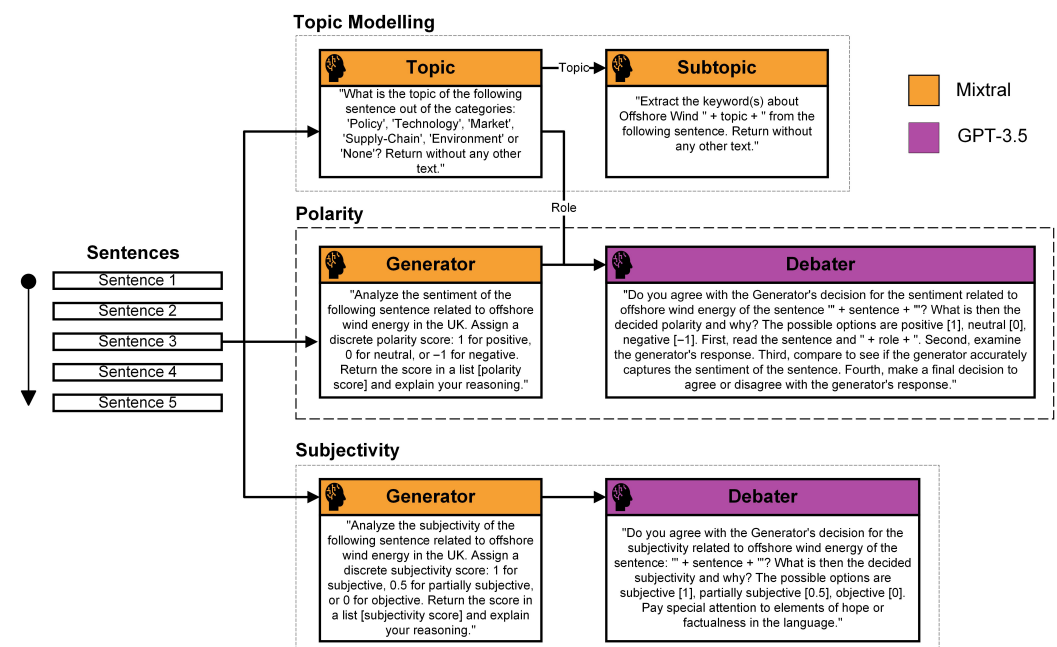 Topic Modelling
Topic
"What is the topic of the following
sentence out of the categories:
'Policy', 'Technology', 'Market',
'Supply-Chain', 'Environment' or
'None'? Return without any other
text."
Topic
Subtopic
"Extract the keyword(s) about
Offshore Wind " + topic + " from the
following sentence. Return without
any other text."
Mixtral
GPT-3.5
Role
Polarity
Sentences
Sentence 1
Sentence 2
Sentence 3
Sentence 4
Sentence 5
Generator
"Analyze the sentiment of the
following sentence related to offshore
wind energy in the UK. Assign a
discrete polarity score: 1 for positive,
0 for neutral, or –1 for negative.
Return the score in a list [polarity
score] and explain your reasoning."
Debater
"Do you agree with the Generator's decision for the sentiment related to
offshore wind energy of the sentence '" + sentence + "'? What is then the
decided polarity and why? The possible options are positive [1], neutral [0],
negative [–1]. First, read the sentence and " + role + ". Second, examine
the generator's response. Third, compare to see if the generator accurately
captures the sentiment of the sentence. Fourth, make a final decision to
agree or disagree with the generator's response."
Subjectivity
Generator
"Analyze the subjectivity of the
following sentence related to offshore
wind energy in the UK. Assign a
discrete subjectivity score: 1 for
subjective, 0.5 for partially subjective,
or 0 for objective. Return the score in
a list [subjectivity score] and explain
your reasoning."
Debater
"Do you agree with the Generator's decision for the
subjectivity related to offshore wind energy of the
sentence: '" + sentence + "'? What is then the decided
subjectivity and why? The possible options are
subjective [1], partially subjective [0.5], objective [0].
Pay special attention to elements of hope or
factualness in the language."